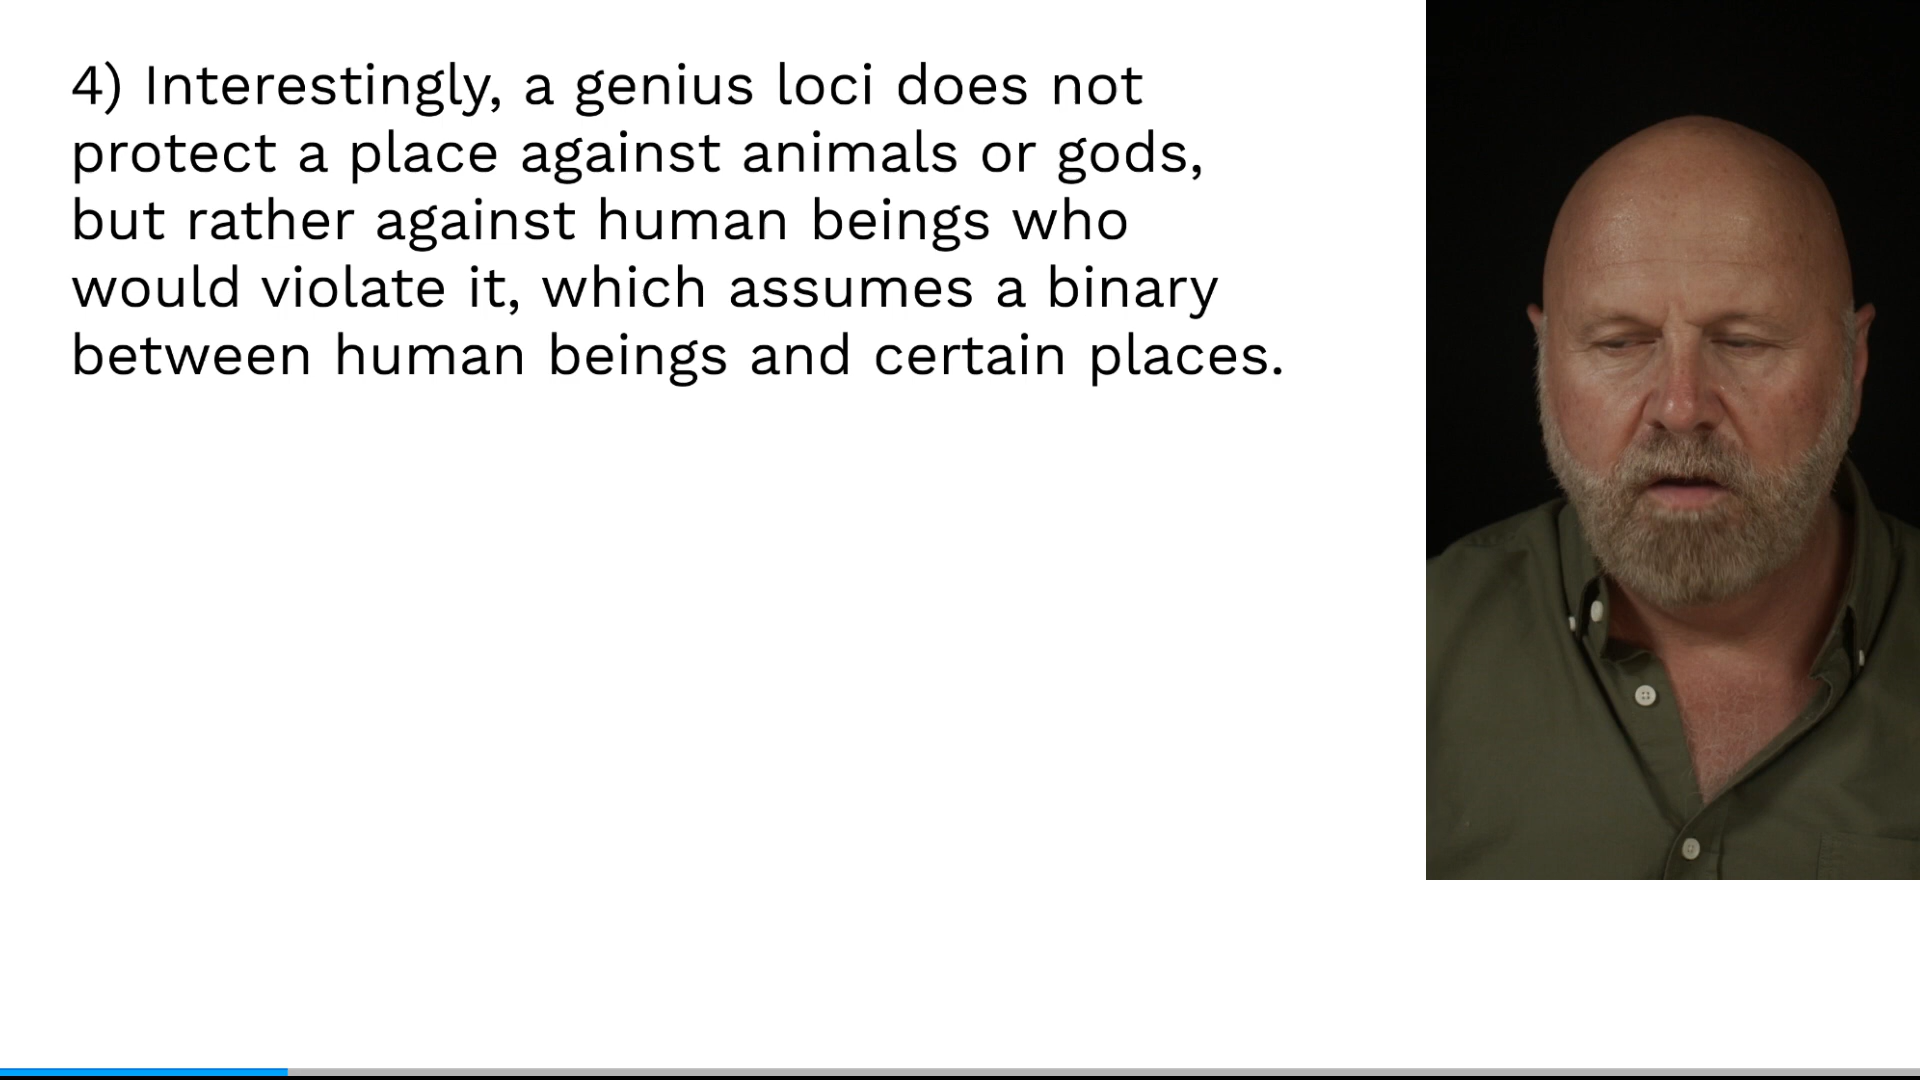 4) Interestingly, a genius loci does not
protect a place against animals or gods,
but rather against human beings who
would violate it, which assumes a binary
between human beings and certain places.